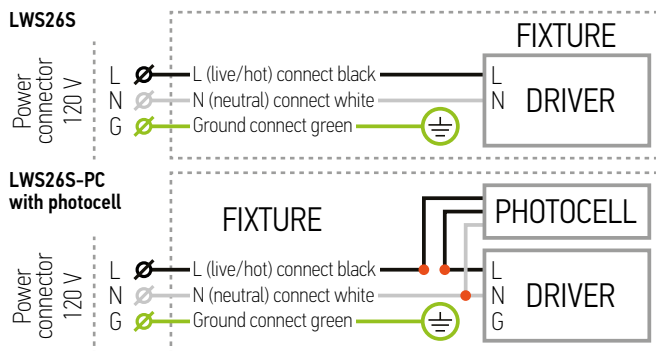 LWS26S
FIXTURE
Power
connector
120 V
L
N
G
L (live/hot) connect black
N (neutral) connect white
Ground connect green
L
N
DRIVER
LWS26S-PC
with photocell
FIXTURE
PHOTOCELL
Power
connector
120 V
L
N
G
L (live/hot) connect black
N (neutral) connect white
Ground connect green
L
N
G
DRIVER